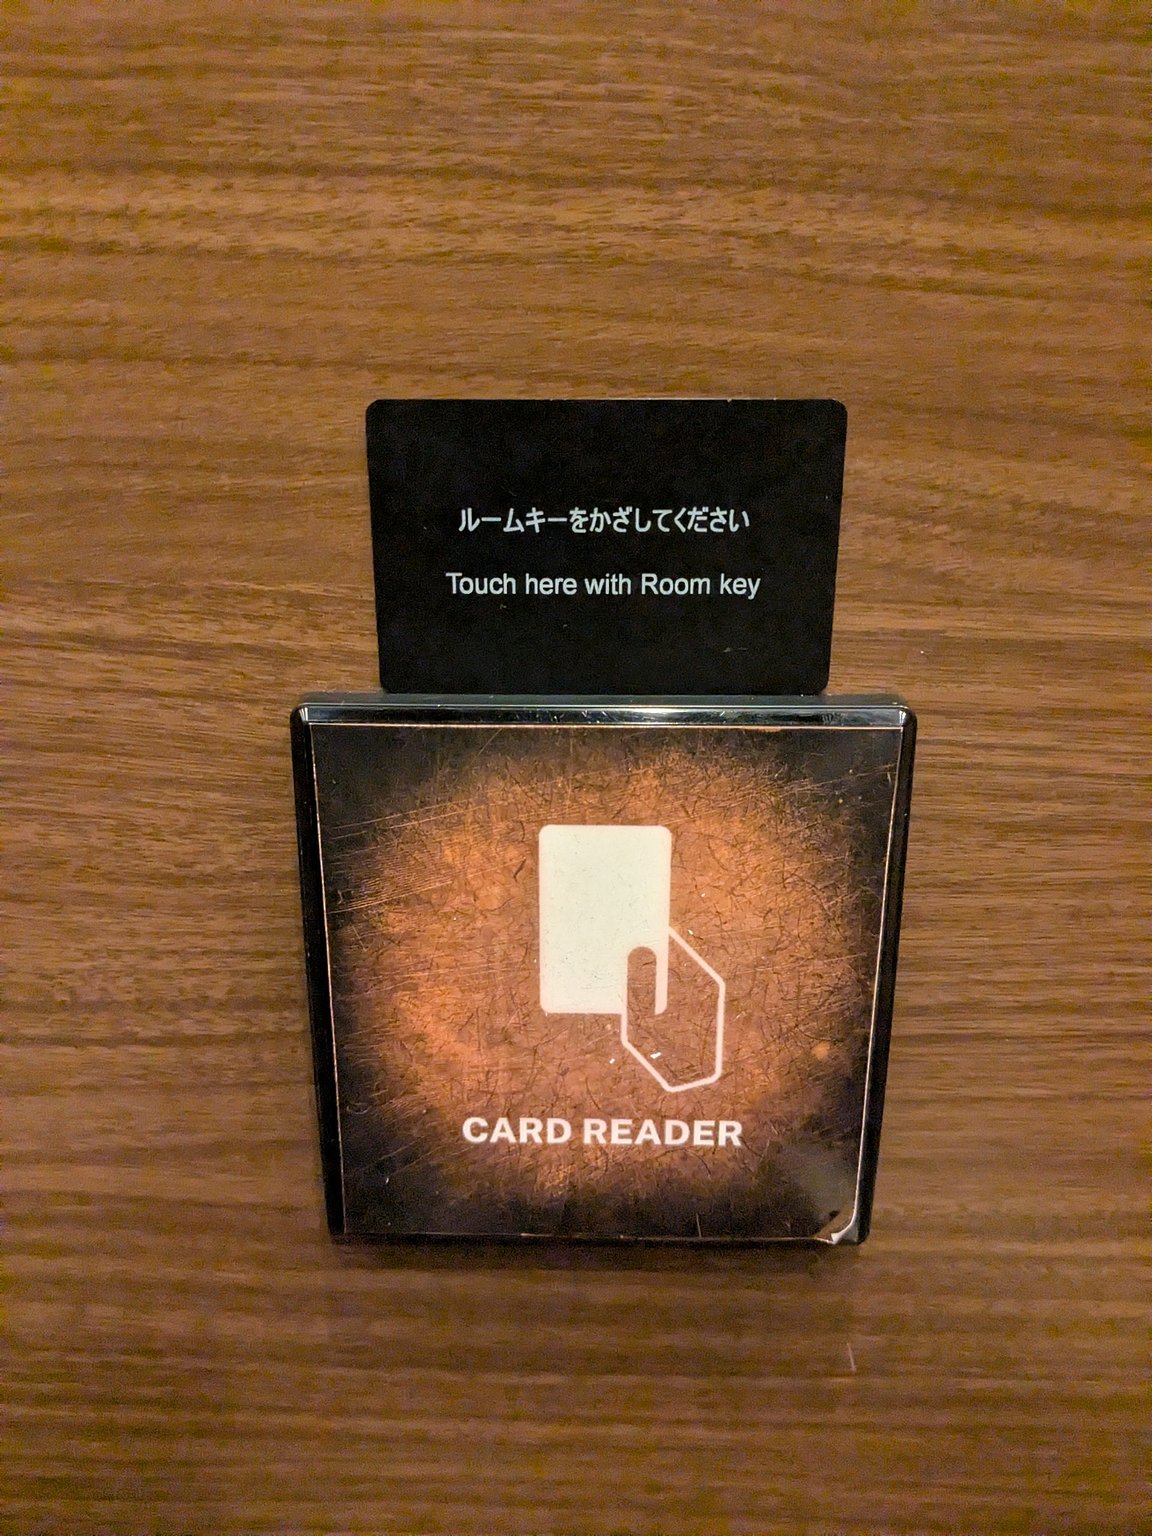 ルームキーをかざしてください
Touch here with Room key
CARD READER